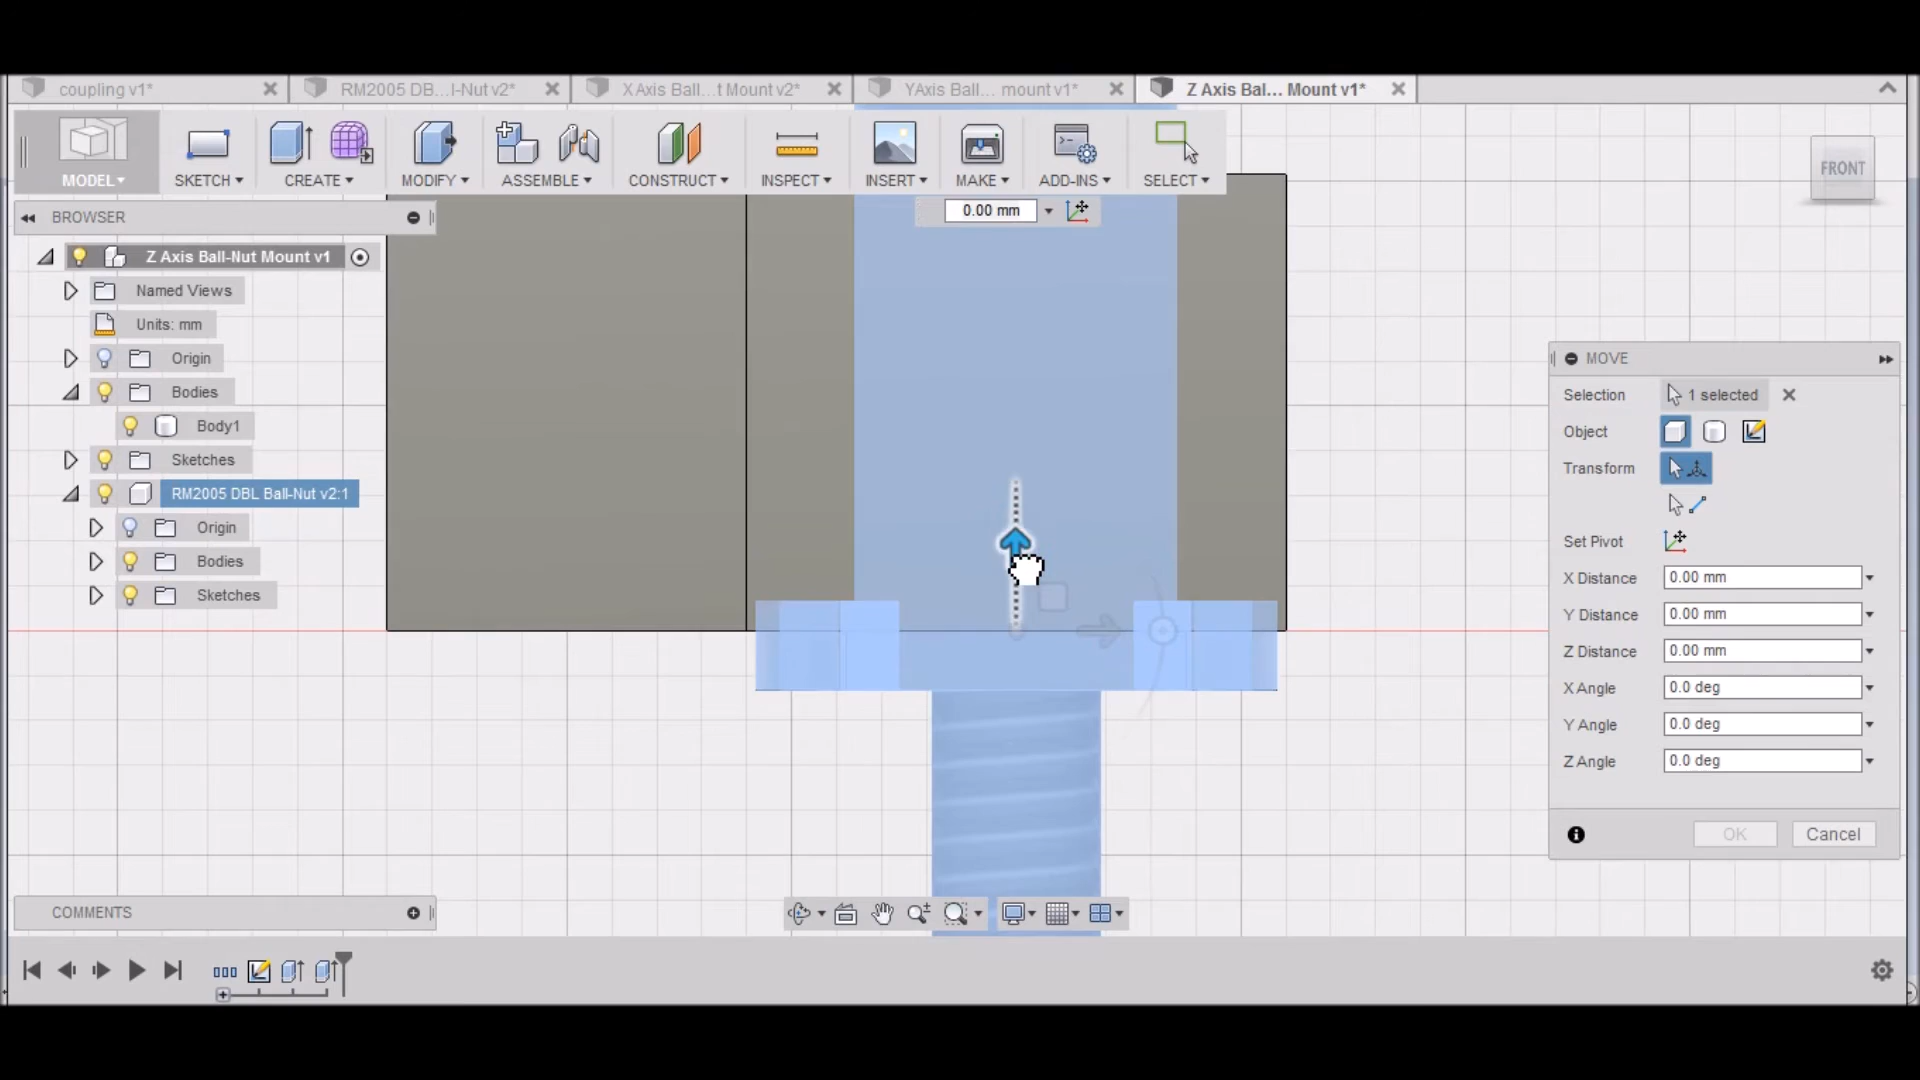 coupling v1*
RM2005 DB...l-Nut v2*
X Axis Ball...t Mount v2*
YAxis Ball... mount v1*
Z Axis Bal... Mount v1*
MODEL
SKETCH
CREATE
MODIFY
ASSEMBLE
CONSTRUCT
INSPECT
INSERT
MAKE
ADD-INS
SELECT
FRONT
BROWSER
0.00 mm
Z Axis Ball-Nut Mount v1
Named Views
Units: mm
Origin
Bodies
Body1
Sketches
RM2005 DBL Ball-Nut v2:1
Origin
Bodies
Sketches
MOVE
Selection
1 selected
Object
Transform
Set Pivot
X Distance
0.00 mm
Y Distance
0.00 mm
Z Distance
0.00 mm
X Angle
0.0 deg
Y Angle
0.0 deg
Z Angle
0.0 deg
OK
Cancel
COMMENTS